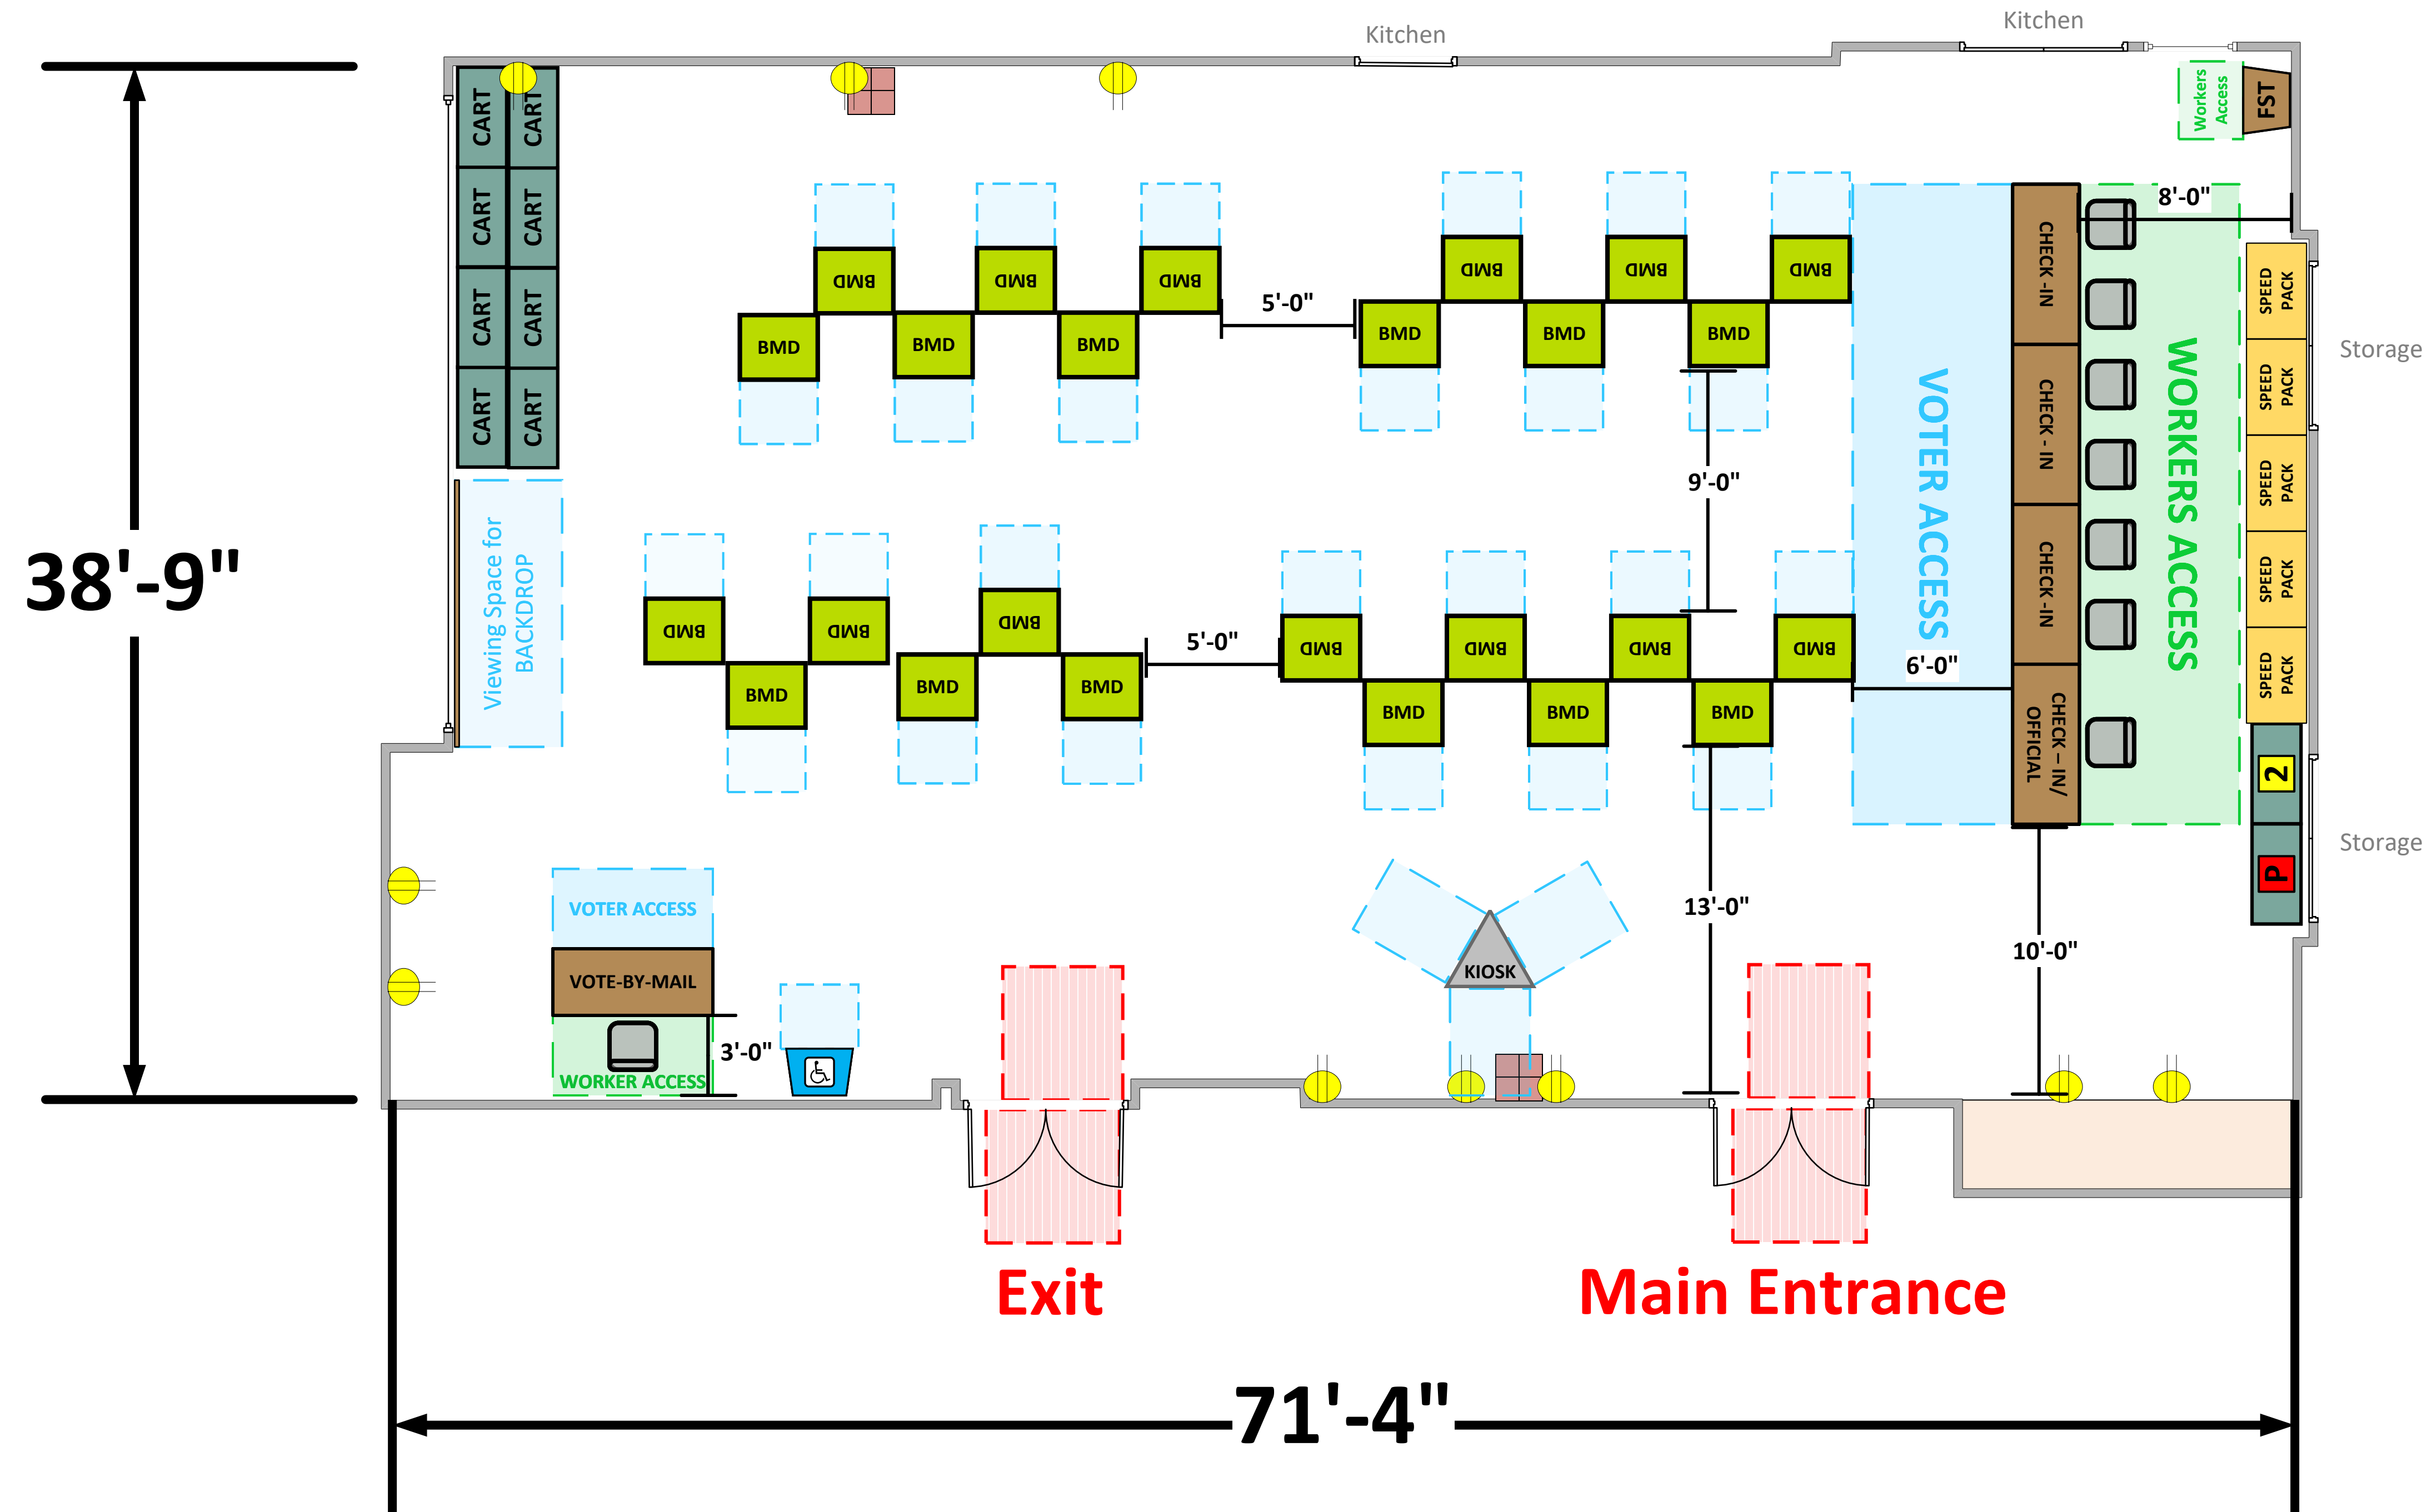 Kitchen
Kitchen
CART
CART
CART
CART
CART
CART
CART
CART
Workers
Access
FST
8'-0"
BMD
BMD
BMD
BMD
BMD
BMD
BMD
BMD
BMD
BMD
BMD
BMD
5'-0"
CHECK -IN
CHECK - IN
CHECK -IN
CHECK – IN/
OFFICIAL
VOTER ACCESS
WORKERS ACCESS
SPEED
PACK
SPEED
PACK
SPEED
PACK
SPEED
PACK
SPEED
PACK
Storage
38'-9"
Viewing Space for
BACKDROP
9'-0"
BMD
BMD
BMD
BMD
BMD
BMD
BMD
BMD
BMD
BMD
BMD
BMD
BMD
5'-0"
6'-0"
2
P
Storage
VOTER ACCESS
VOTE-BY-MAIL
WORKER ACCESS
3'-0"
KIOSK
13'-0"
10'-0"
Exit
Main Entrance
71'-4"